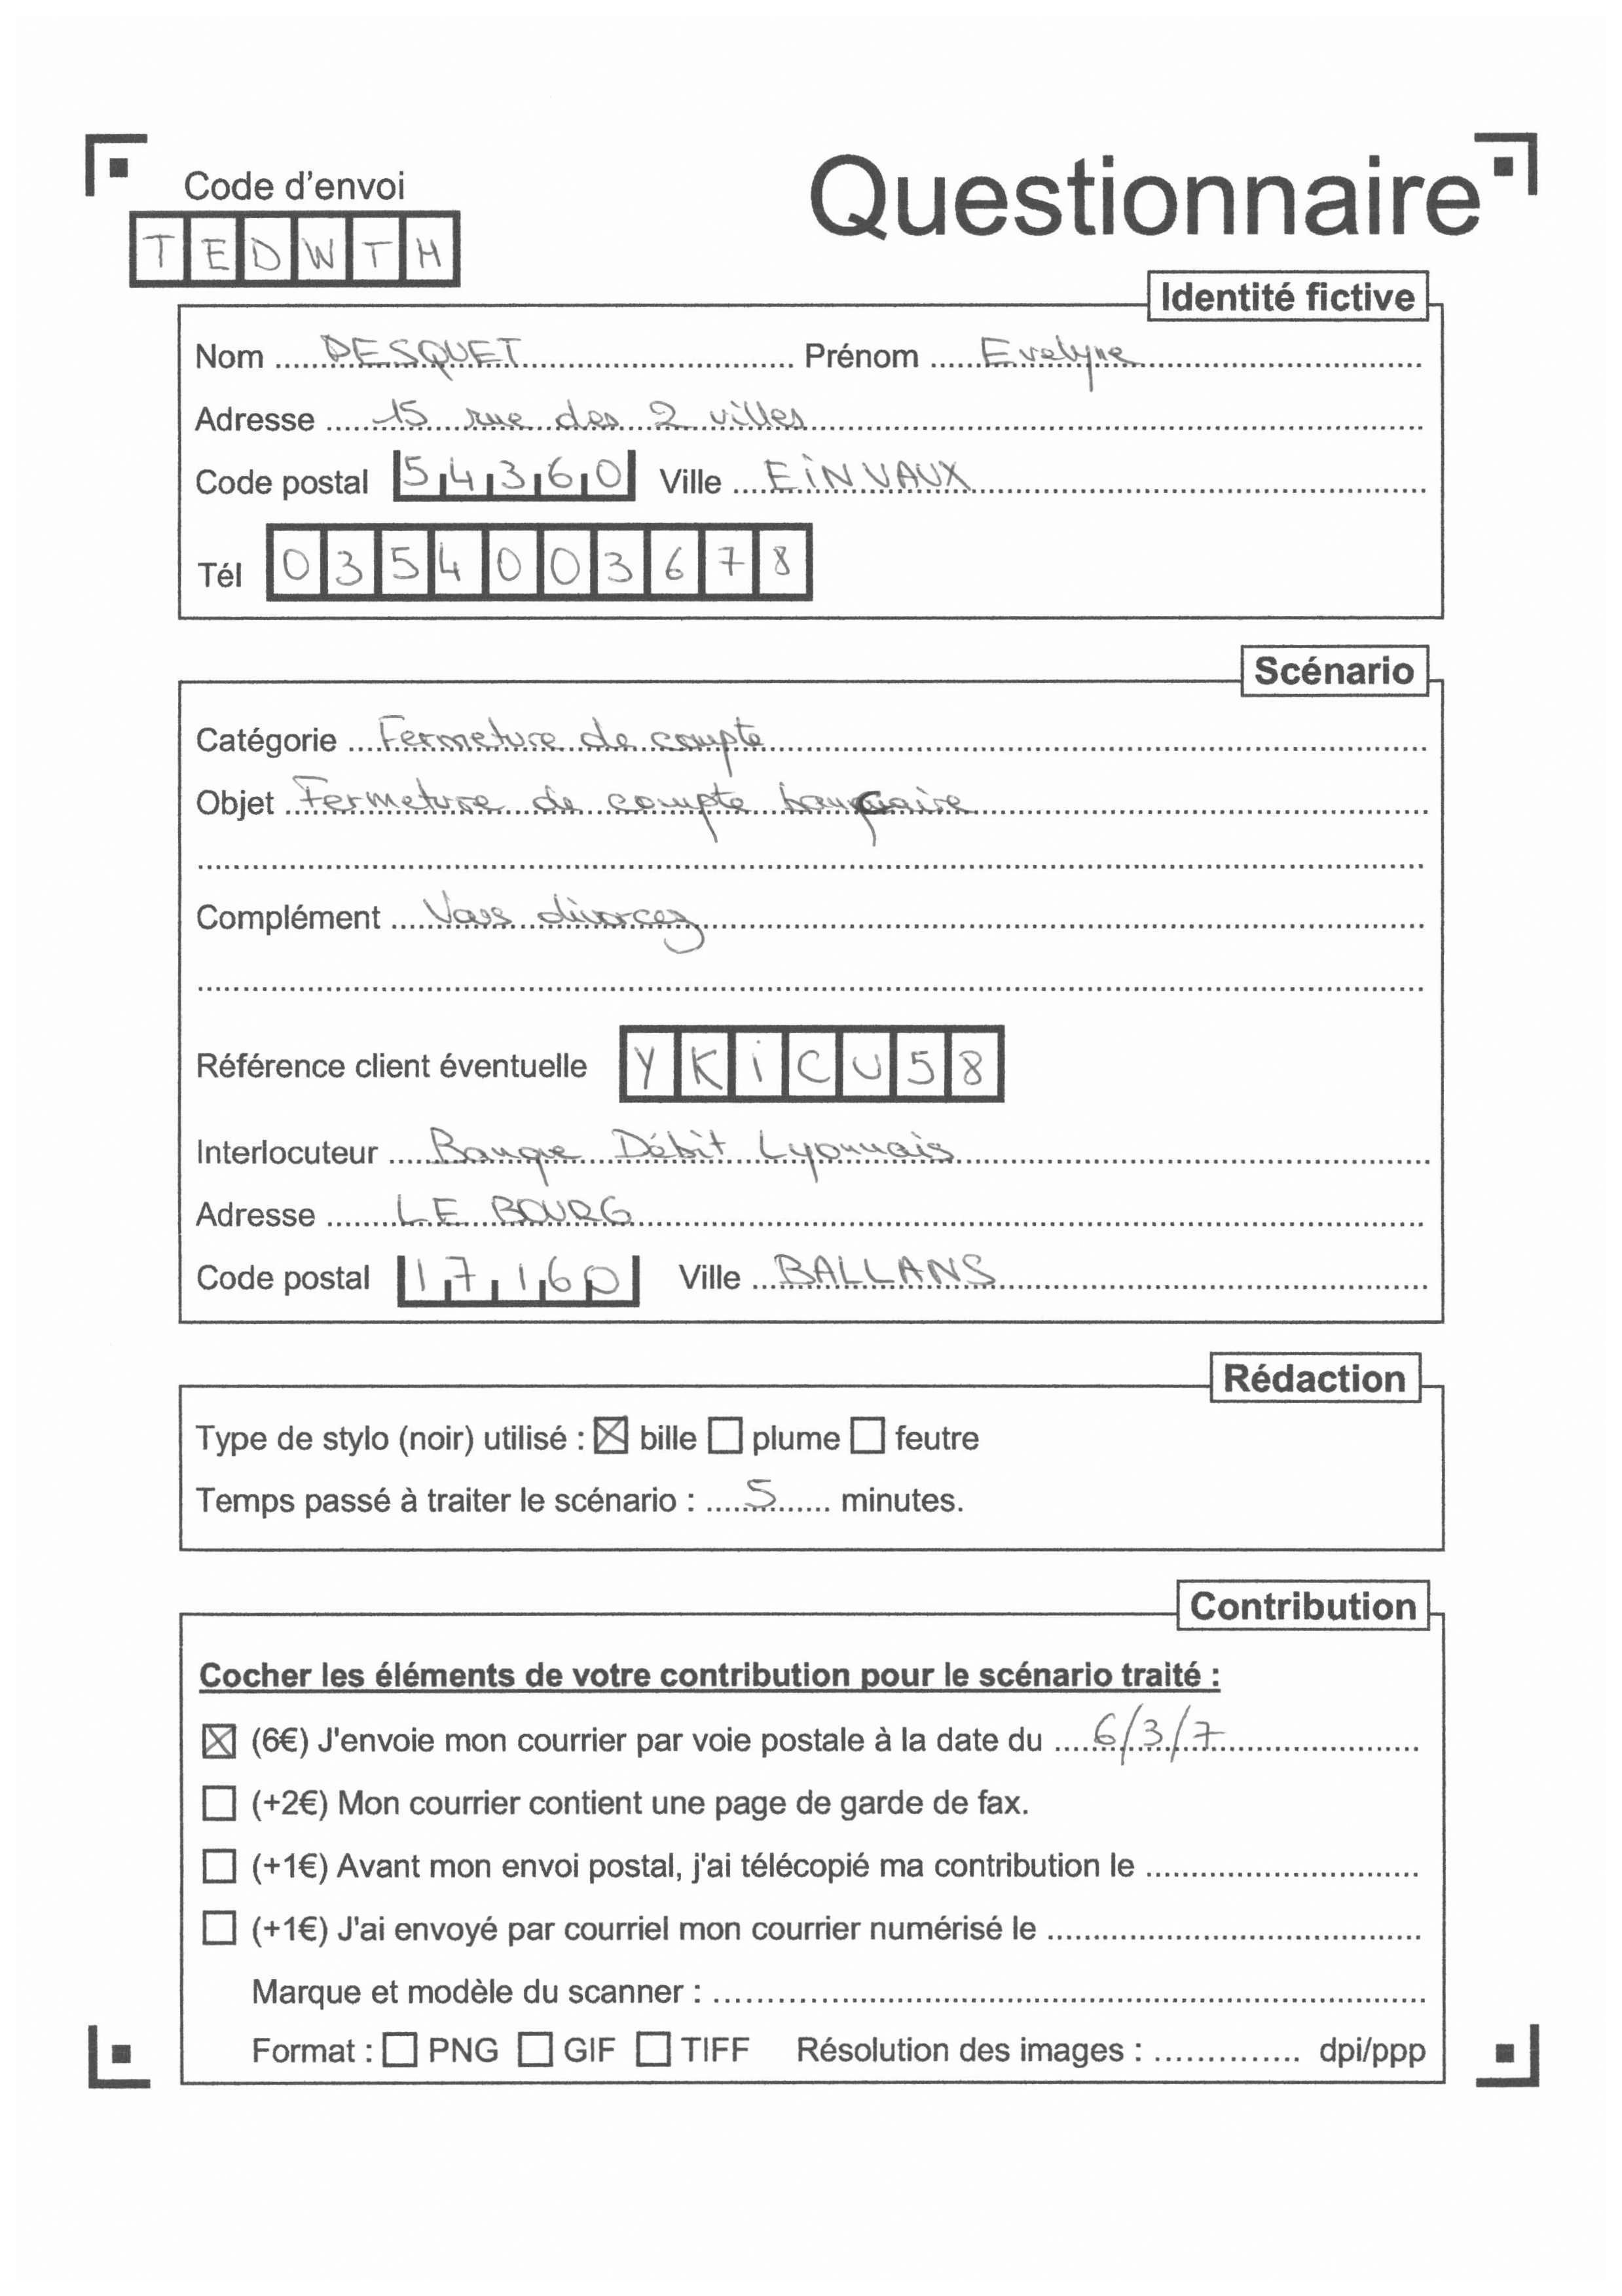 Code d'envoi
Questionnaire
TEDWTH
Identité fictive
Nom DESQUET Prénom Evelyne
Adresse 15 rue des 2 villes
Code postal 54360 Ville EINVAUX
Tél 0354003678
Scénario
Catégorie Fermeture de compte
Objet Fermeture de compte bancaire
Complément Vous divorcez
Référence client éventuelle YKICU58
Interlocuteur Banque Débit Lyonnais
Adresse LE BOURG
Code postal 17160 Ville BALLANS
Rédaction
Type de stylo (noir) utilisé : ☒ bille ☐ plume ☐ feutre
Temps passé à traiter le scénario : 5 minutes.
Contribution
Cocher les éléments de votre contribution pour le scénario traité :
☒ (6€) J'envoie mon courrier par voie postale à la date du 6/3/7
☐ (+2€) Mon courrier contient une page de garde de fax.
☐ (+1€) Avant mon envoi postal, j'ai télécopié ma contribution le
☐ (+1€) J'ai envoyé par courriel mon courrier numérisé le
Marque et modèle du scanner :
Format : ☐ PNG ☐ GIF ☐ TIFF Résolution des images : dpi/ppp